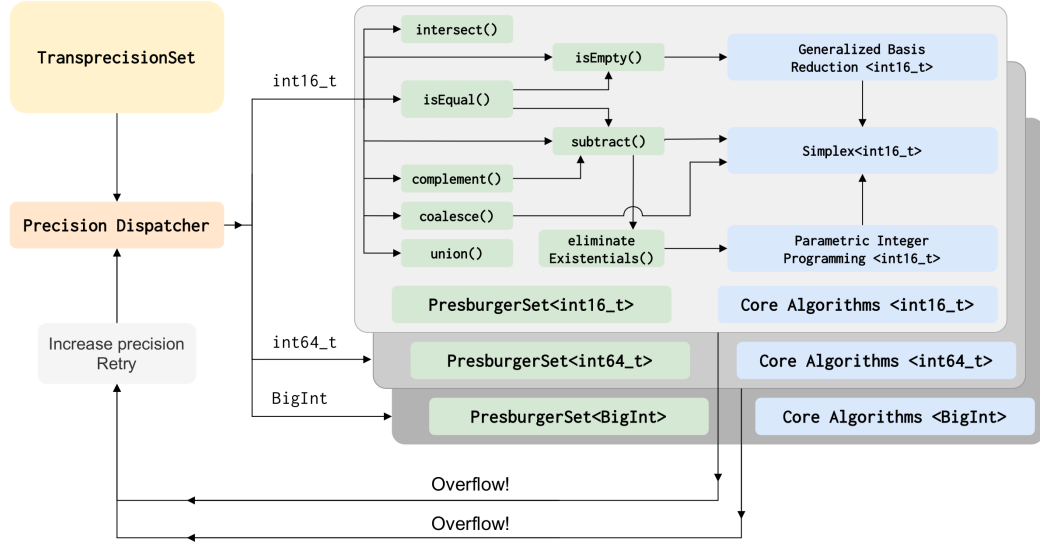 TransprecisionSet
Precision Dispatcher
Increase precision
Retry
int16_t
int64_t
BigInt
intersect()
isEmpty()
isEqual()
subtract()
complement()
coalesce()
eliminate
Existentials()
union()
Generalized Basis
Reduction <int16_t>
Simplex<int16_t>
Parametric Integer
Programming <int16_t>
PresburgerSet<int16_t>
Core Algorithms <int16_t>
PresburgerSet<int64_t>
Core Algorithms <int64_t>
PresburgerSet<BigInt>
Core Algorithms <BigInt>
Overflow!
Overflow!